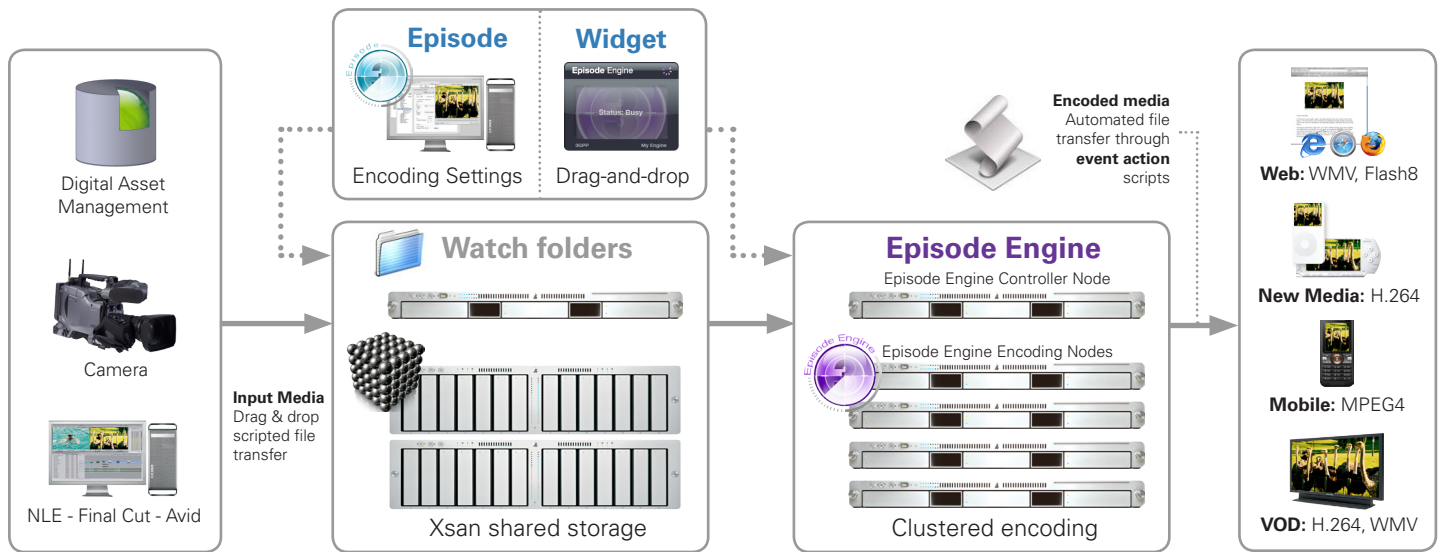 Digital Asset
Management
Camera
NLE - Final Cut - Avid
Input Media
Drag & drop
scripted file
transfer
Episode
Episode
Encoding Settings
Widget
Episode Engine
Status: Busy
3GPP
My Engine
Drag-and-drop
Watch folders
Xsan shared storage
Episode Engine
Episode Engine Controller Node
Episode Engine Encoding Nodes
Episode Engine
Clustered encoding
Encoded media
Automated file
transfer through
event action
scripts
Web: WMV, Flash8
New Media: H.264
Mobile: MPEG4
VOD: H.264, WMV